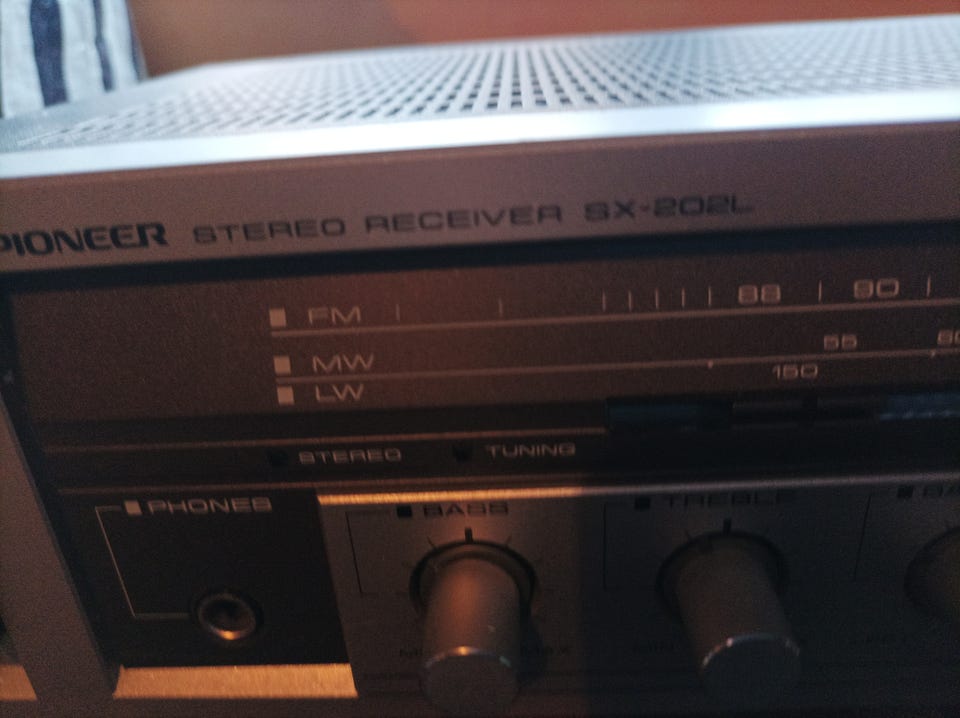 PIONEER STEREO RECEIVER SX-202L
FM 88 90
MW 55
LW 150
STEREO TUNING
PHONES BASS TREBLE